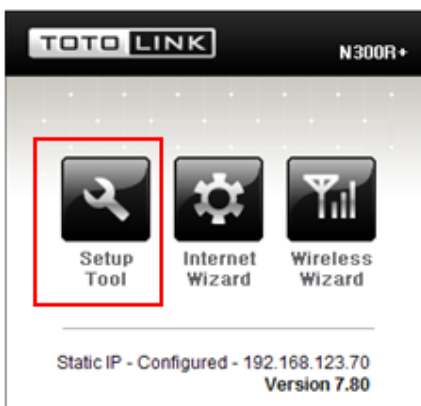 TOTO LINK
N300R+
Setup Tool
Internet Wizard
Wireless Wizard
Static IP - Configured - 192.168.123.70
Version 7.80